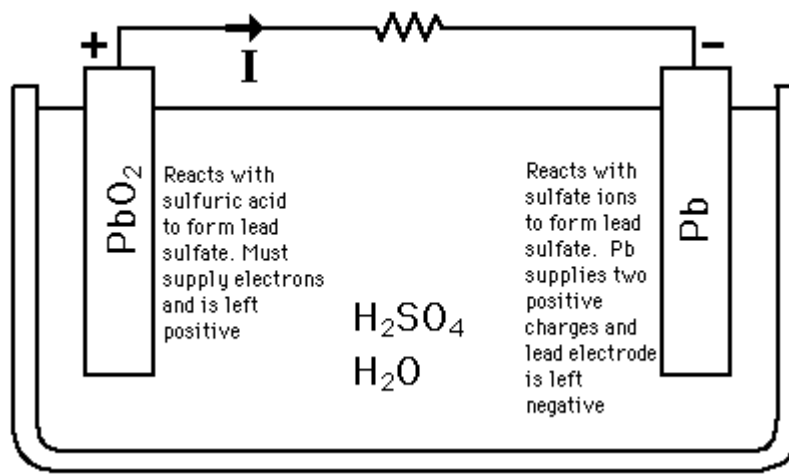 +
I
-
PbO₂
Reacts with
sulfuric acid
to form lead
sulfate. Must
supply electrons
and is left
positive
H₂SO₄
H₂O
Reacts with
sulfate ions
to form lead
sulfate. Pb
supplies two
positive
charges and
lead electrode
is left
negative
Pb